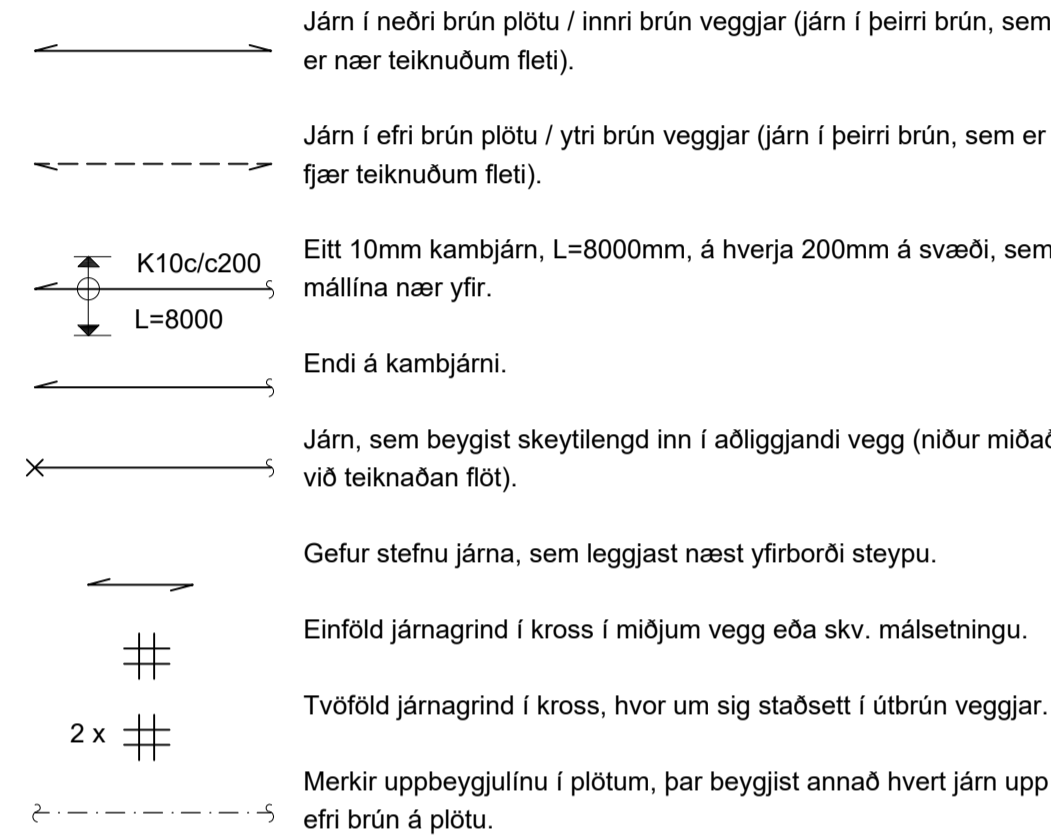 Járn í neðri brún plötu / innri brún veggjar (járn í þeirri brún, sem
er nær teiknuðum fleti).
Járn í efri brún plötu / ytri brún veggjar (járn í þeirri brún, sem er
fjær teiknuðum fleti).
K10c/c200
L=8000
Eitt 10mm kambjárn, L=8000mm, á hverja 200mm á svæði, sem
mállína nær yfir.
Endi á kambjárni.
Járn, sem beygist skeytilengd inn í aðliggjandi vegg (niður miðað
við teiknaðan flöt).
Gefur stefnu járna, sem leggjast næst yfirborði steypu.
Einföld járnagrind í kross í miðjum vegg eða skv. málsetningu.
2 x
Tvöföld járnagrind í kross, hvor um sig staðsett í útbrún veggjar.
Merkir uppbeygjulínu í plötum, þar beygjist annað hvert járn upp
efri brún á plötu.